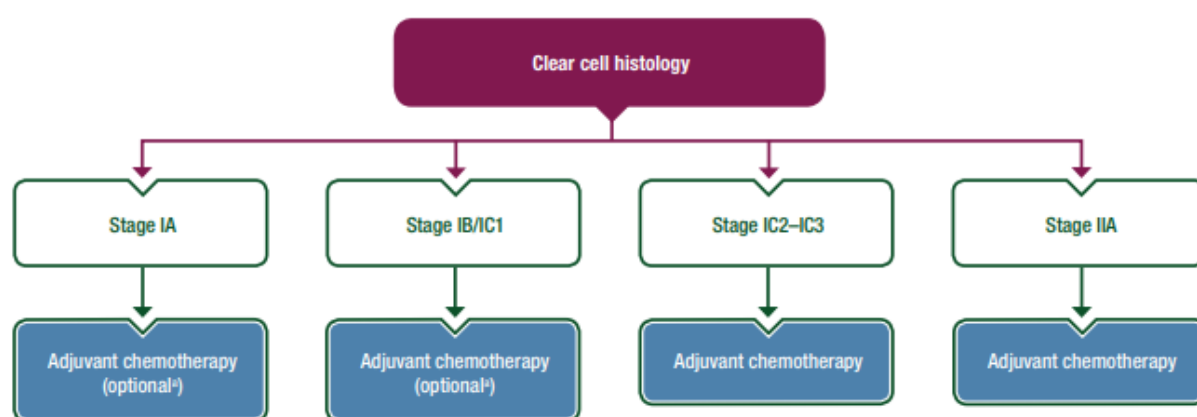 Clear cell histology
Stage IA
Stage IB/IC1
Stage IC2–IC3
Stage IIA
Adjuvant chemotherapy
(optionalᵃ)
Adjuvant chemotherapy
(optionalᵃ)
Adjuvant chemotherapy
Adjuvant chemotherapy